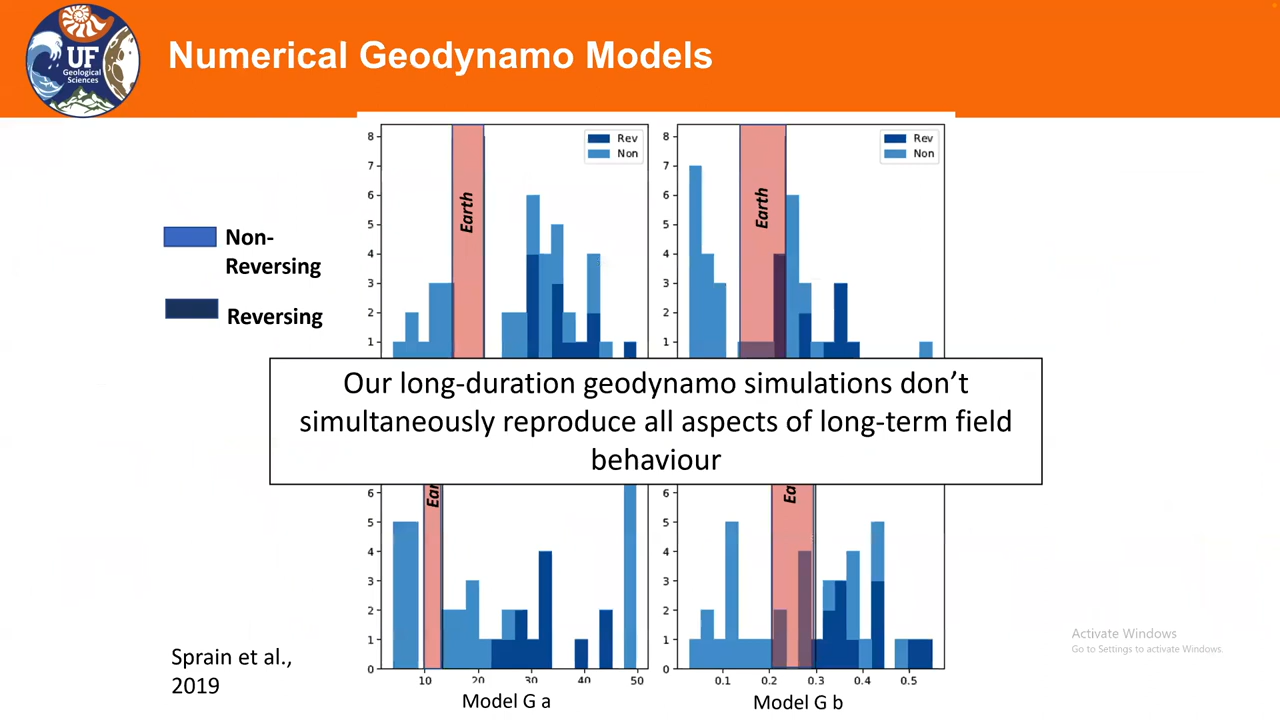 UF
Geological
Sciences
Numerical Geodynamo Models
Non-
Reversing
Reversing
8
7
6
5
4
3
2
1
Earth
Rev
Non
8
7
6
5
4
3
2
1
Earth
Rev
Non
Our long-duration geodynamo simulations don’t
simultaneously reproduce all aspects of long-term field
behaviour
6
5
4
3
2
1
0
10
20
30
40
50
Model G a
6
5
4
3
2
1
0
0.1
0.2
0.3
0.4
0.5
Model G b
Sprain et al.,
2019
Activate Windows
Go to Settings to activate Windows.